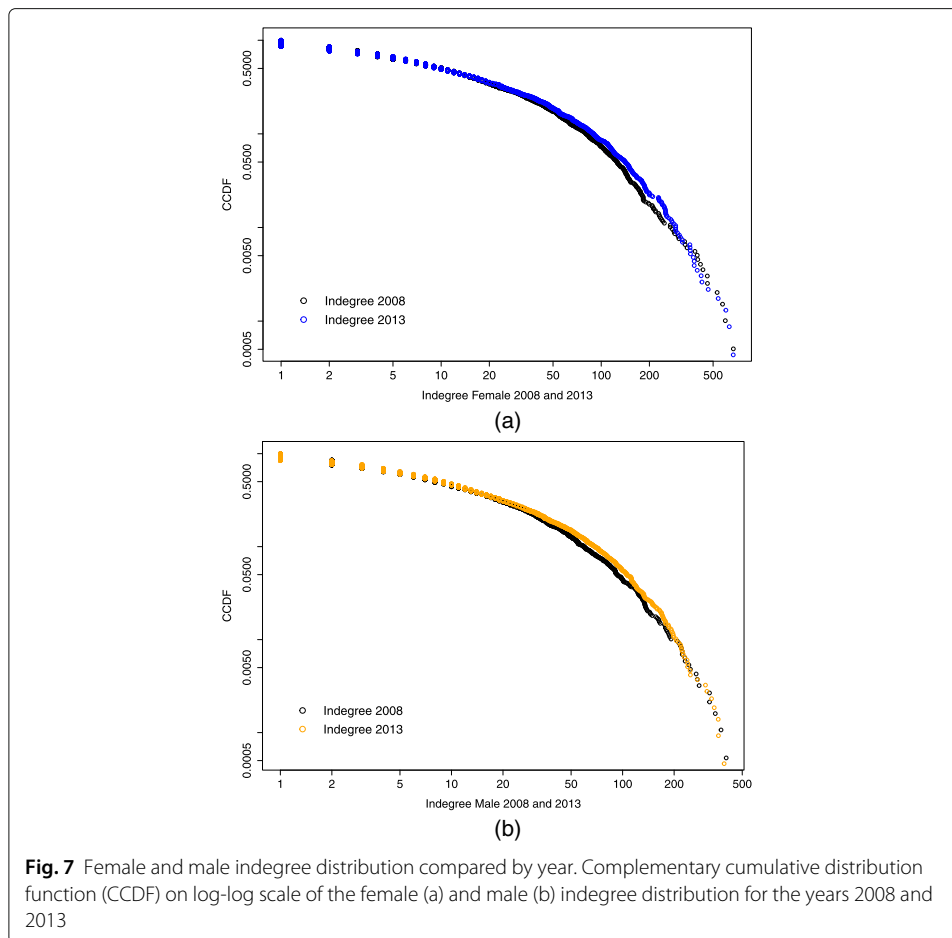 0.5000
0.0500
0.0050
0.0005
CCDF
Indegree 2008
Indegree 2013
1 2 5 10 20 50 100 200 500
Indegree Female 2008 and 2013
(a)
0.5000
0.0500
0.0050
0.0005
CCDF
Indegree 2008
Indegree 2013
1 2 5 10 20 50 100 200 500
Indegree Male 2008 and 2013
(b)
Fig. 7 Female and male indegree distribution compared by year. Complementary cumulative distribution
function (CCDF) on log-log scale of the female (a) and male (b) indegree distribution for the years 2008 and
2013